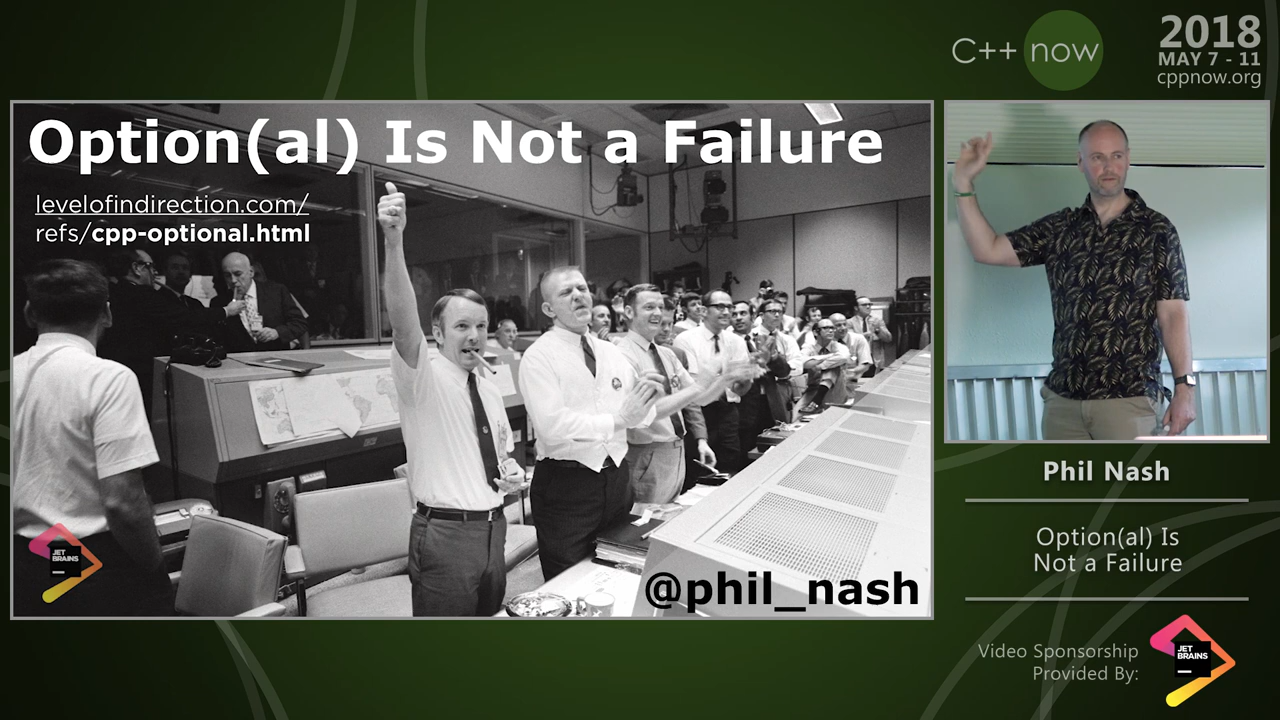 C++ now
2018
MAY 7 - 11
cppnow.org
Option(al) Is Not a Failure
levelofindirection.com/
refs/cpp-optional.html
JET
BRAINS
@phil_nash
Phil Nash
Option(al) Is
Not a Failure
Video Sponsorship
Provided By:
JET
BRAINS